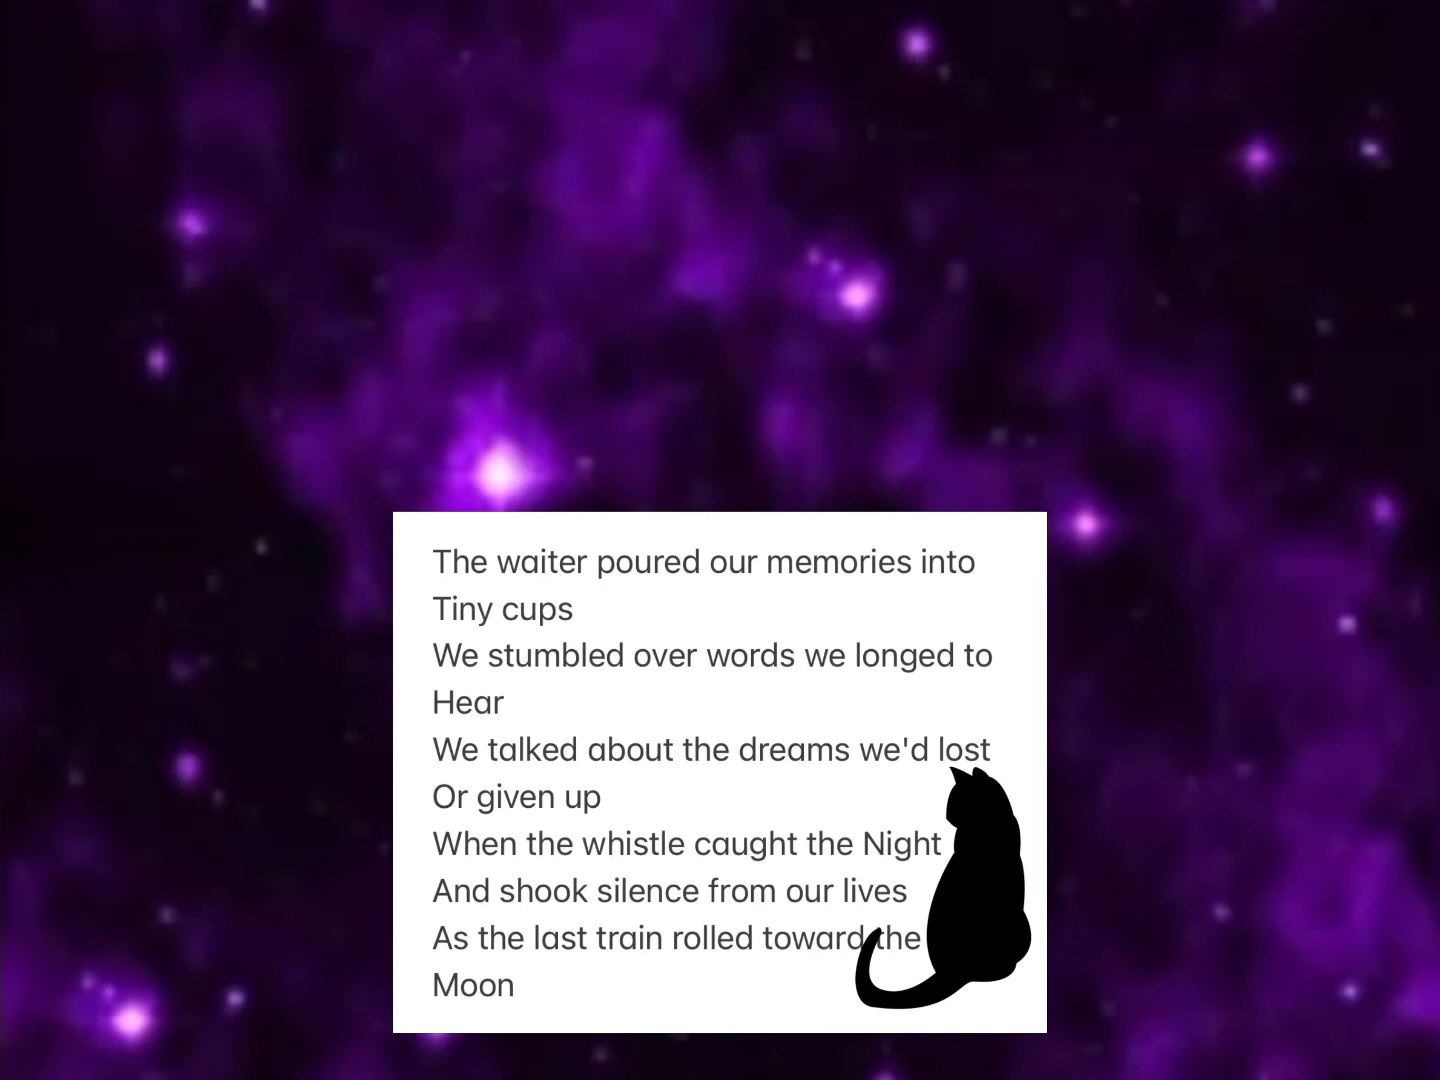 The waiter poured our memories into
Tiny cups
We stumbled over words we longed to
Hear
We talked about the dreams we'd lost
Or given up
When the whistle caught the Night
And shook silence from our lives
As the last train rolled toward the
Moon